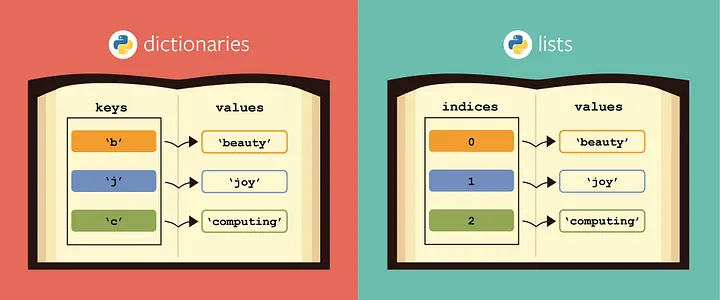 dictionaries
keys values
‘b’ ‘beauty’
‘j’ ‘joy’
‘c’ ‘computing’
lists
indices values
0 ‘beauty’
1 ‘joy’
2 ‘computing’